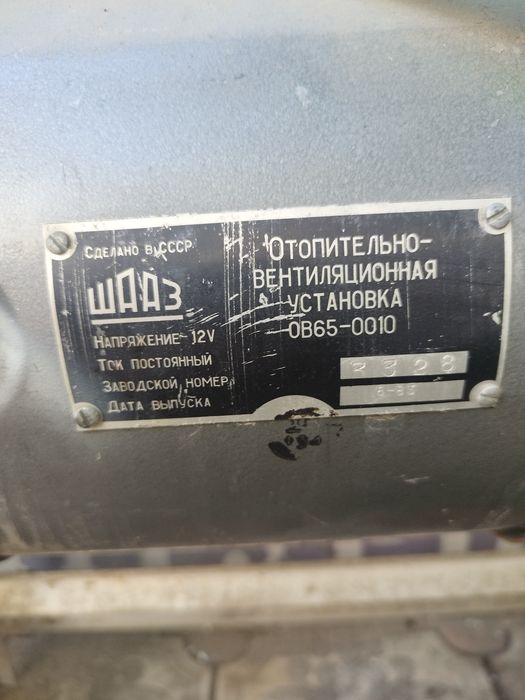 Сделано в СССР
ШААЗ
Напряжение 12V
Ток постоянный
Заводской номер
Дата выпуска
Отопительно-
вентиляционная
установка
ОВ65-0010